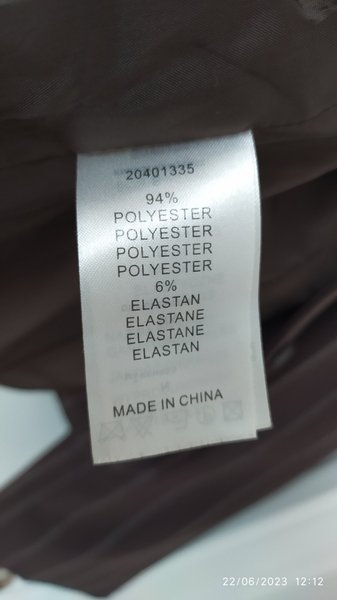 20401335
94%
POLYESTER
POLYESTER
POLYESTER
POLYESTER
6%
ELASTAN
ELASTANE
ELASTANE
ELASTAN
MADE IN CHINA
22/06/2023 12:12